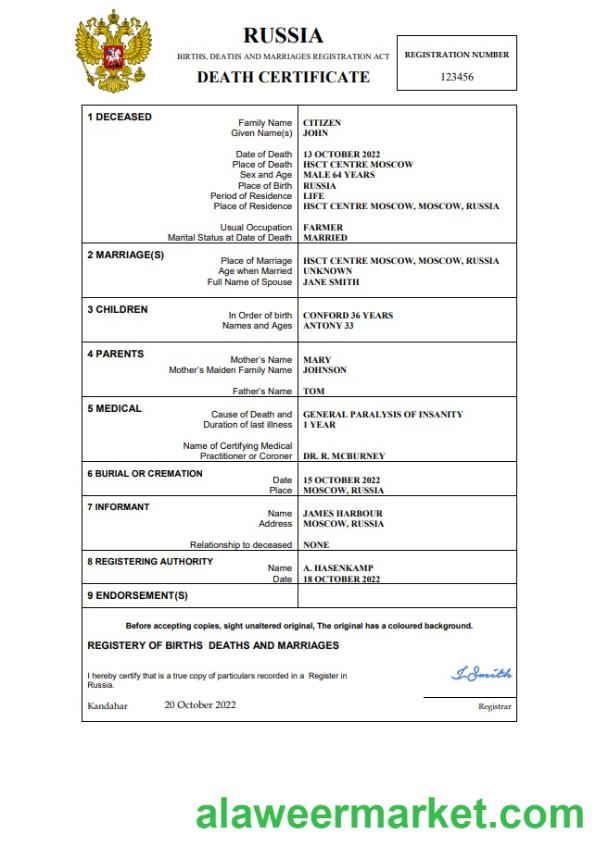 RUSSIA
BIRTHS, DEATHS AND MARRIAGES REGISTRATION ACT
DEATH CERTIFICATE
REGISTRATION NUMBER
123456
1 DECEASED
Family Name CITIZEN
Given Name(s) JOHN
Date of Death 13 OCTOBER 2022
Place of Death HSCT CENTRE MOSCOW
Sex and Age MALE 64 YEARS
Place of Birth RUSSIA
Period of Residence LIFE
Place of Residence HSCT CENTRE MOSCOW, MOSCOW, RUSSIA
Usual Occupation FARMER
Marital Status at Date of Death MARRIED
2 MARRIAGE(S)
Place of Marriage HSCT CENTRE MOSCOW, MOSCOW, RUSSIA
Age when Married UNKNOWN
Full Name of Spouse JANE SMITH
3 CHILDREN
In Order of birth CONFORD 36 YEARS
Names and Ages ANTONY 33
4 PARENTS
Mother's Name MARY
Mother's Maiden Family Name JOHNSON
Father's Name TOM
5 MEDICAL
Cause of Death and GENERAL PARALYSIS OF INSANITY
Duration of last illness 1 YEAR
Name of Certifying Medical
Practitioner or Coroner DR. R. MCBURNEY
6 BURIAL OR CREMATION
Date 15 OCTOBER 2022
Place MOSCOW, RUSSIA
7 INFORMANT
Name JAMES HARBOUR
Address MOSCOW, RUSSIA
Relationship to deceased NONE
8 REGISTERING AUTHORITY
Name A. HASENKAMP
Date 18 OCTOBER 2022
9 ENDORSEMENT(S)
Before accepting copies, sight unaltered original, The original has a coloured background.
REGISTERY OF BIRTHS DEATHS AND MARRIAGES
I hereby certify that is a true copy of particulars recorded in a Register in
Russia.
J.Smith
Kandahar 20 October 2022 Registrar
alaweermarket.com